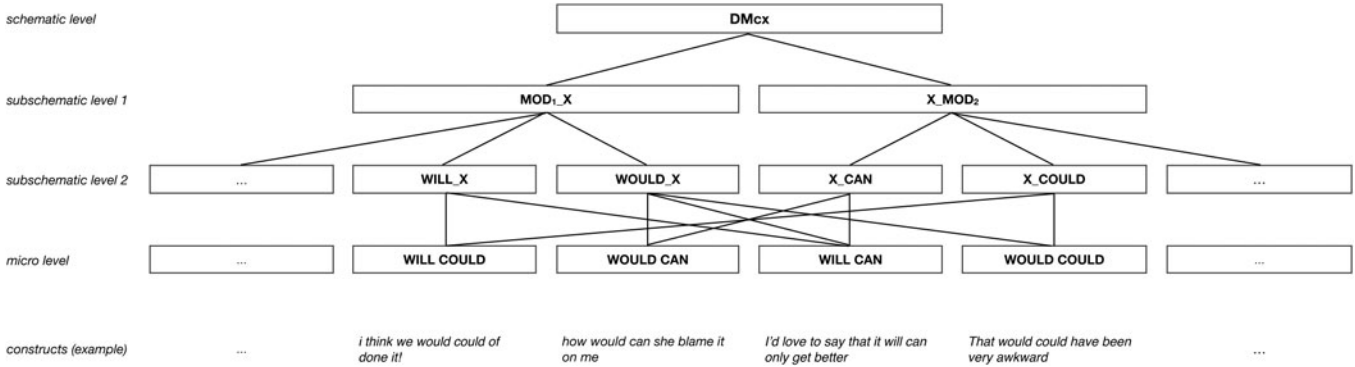 schematic level
DMcx
subschematic level 1
MOD₁_X
X_MOD₂
subschematic level 2
...
WILL_X
WOULD_X
X_CAN
X_COULD
...
micro level
...
WILL COULD
WOULD CAN
WILL CAN
WOULD COULD
...
constructs (example)
...
i think we would could of
done it!
how would can she blame it
on me
I'd love to say that it will can
only get better
That would could have been
very awkward
...